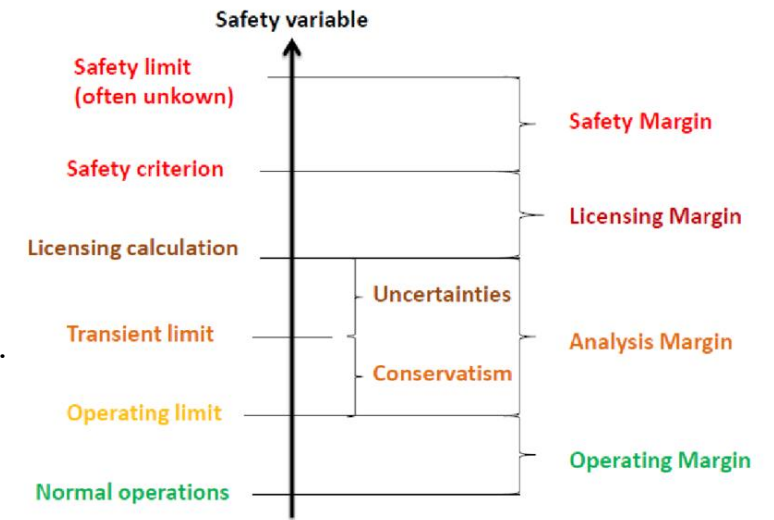 Safety variable
Safety limit
(often unkown)
Safety Margin
Safety criterion
Licensing Margin
Licensing calculation
Uncertainties
Transient limit
Analysis Margin
.
Conservatism
Operating limit
Operating Margin
Normal operations